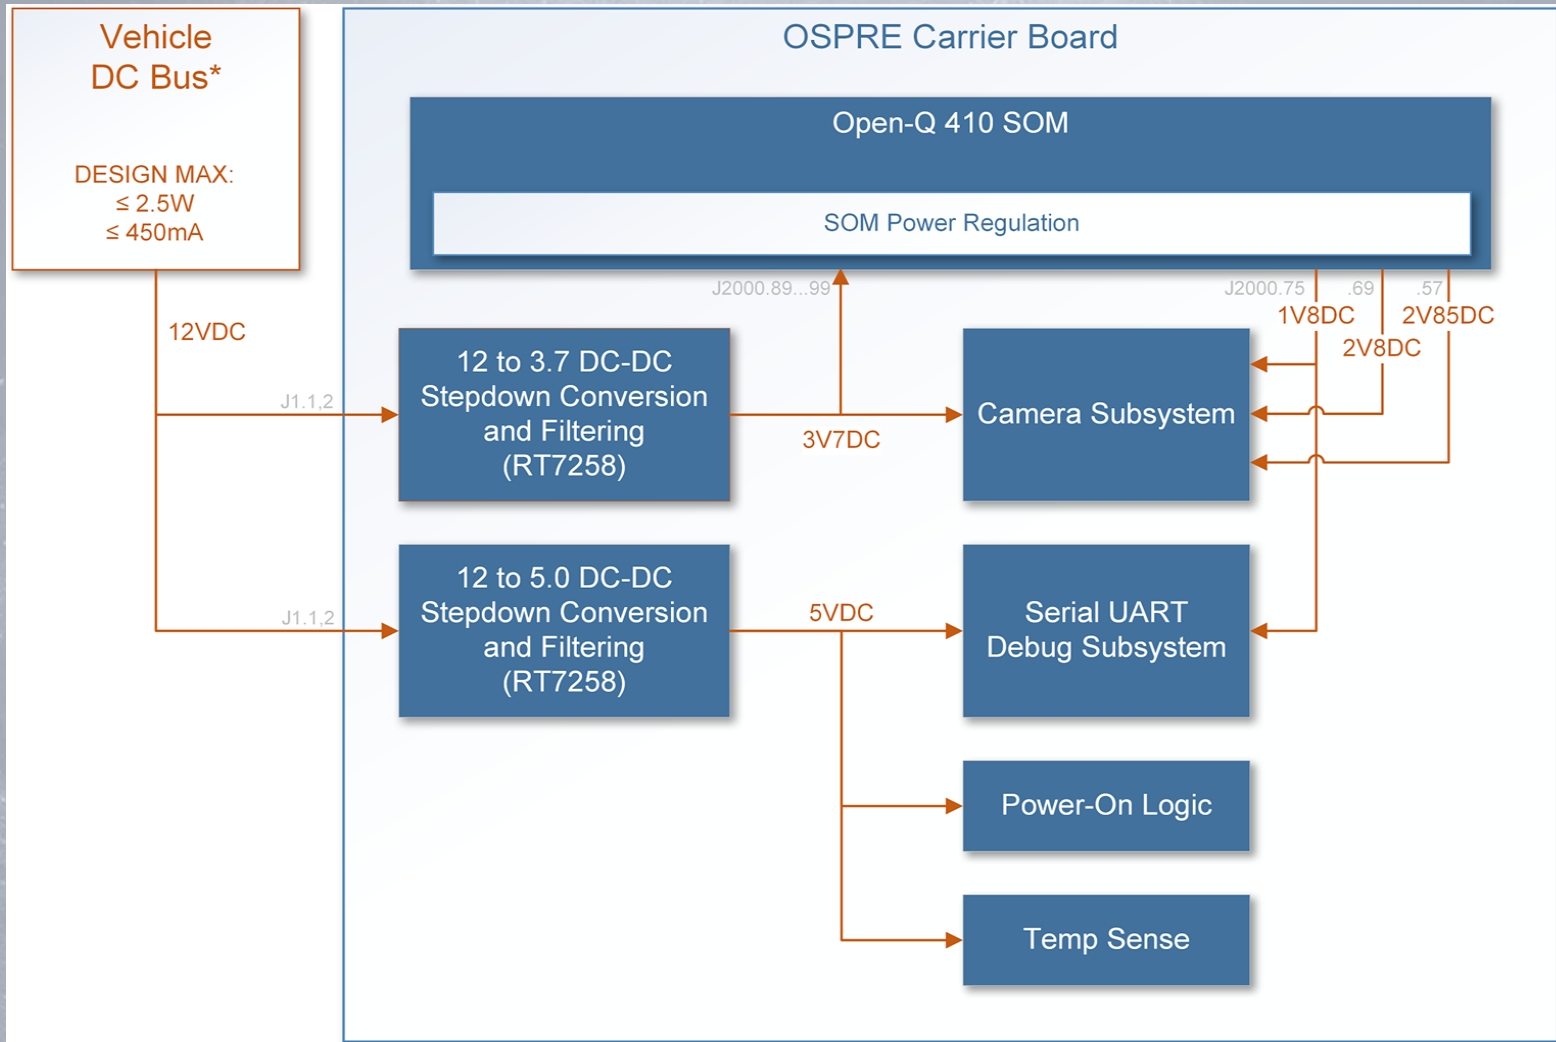 Vehicle
DC Bus*
DESIGN MAX:
≤ 2.5W
≤ 450mA
OSPRE Carrier Board
Open-Q 410 SOM
SOM Power Regulation
J2000.89...99
J2000.75
.69
.57
1V8DC
2V85DC
2V8DC
12VDC
12 to 3.7 DC-DC
Stepdown Conversion
and Filtering
(RT7258)
J1.1,2
3V7DC
Camera Subsystem
12 to 5.0 DC-DC
Stepdown Conversion
and Filtering
(RT7258)
J1.1,2
5VDC
Serial UART
Debug Subsystem
Power-On Logic
Temp Sense